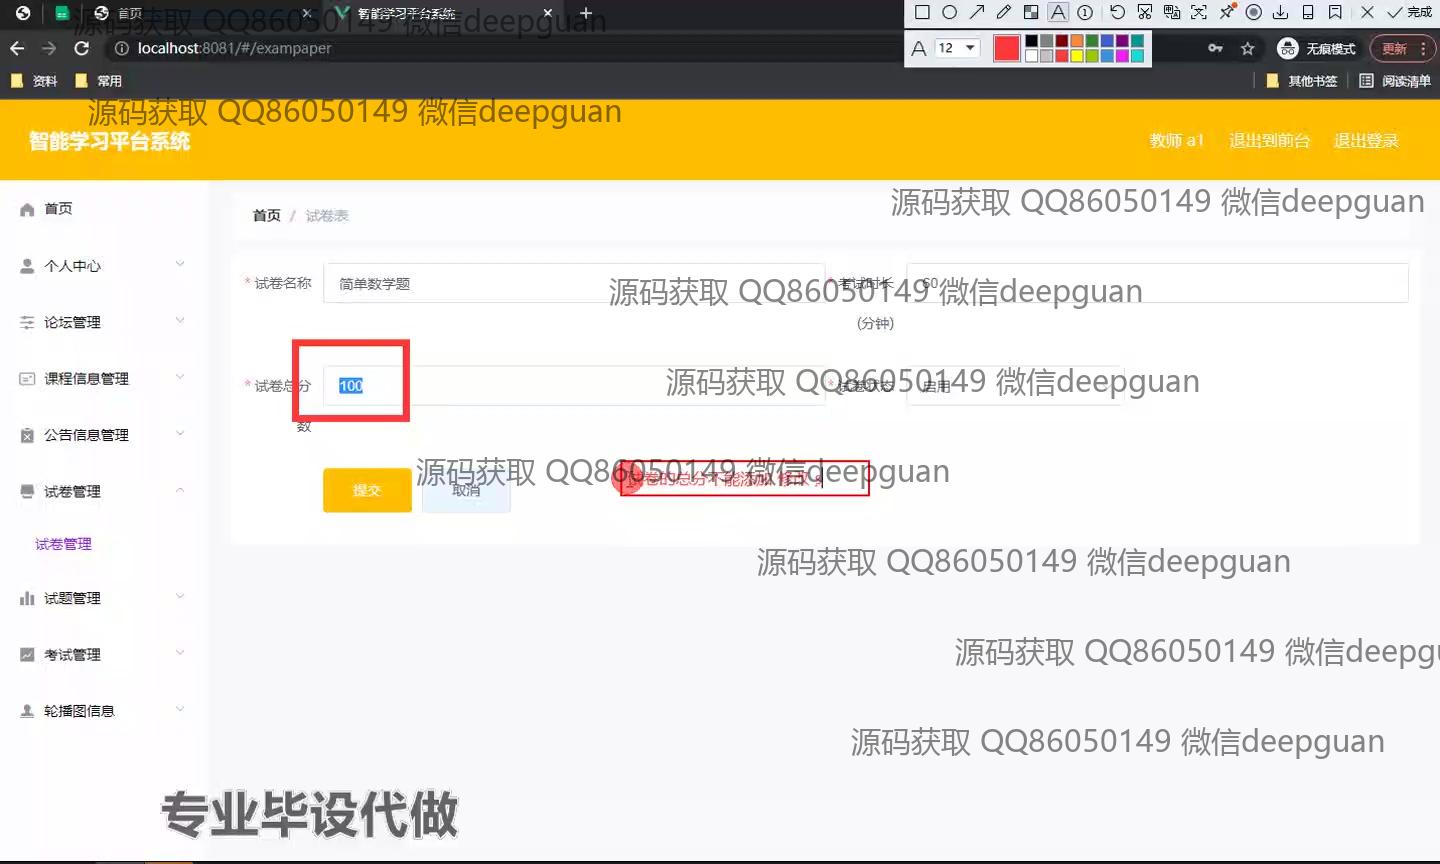 首页
智能学习平台系统
源码获取 QQ86050149 微信deepguan
完成
localhost:8081/#/exampaper
12
无痕模式
更新
资料
常用
其他书签
阅读清单
源码获取 QQ86050149 微信deepguan
智能学习平台系统
教师 a1
退出到前台
退出登录
首页
首页 / 试卷表
源码获取 QQ86050149 微信deepguan
个人中心
* 试卷名称
简单数学题
* 考试时长
(分钟)
60
源码获取 QQ86050149 微信deepguan
论坛管理
课程信息管理
* 试卷总分
数
100
* 试卷状态
启用
源码获取 QQ86050149 微信deepguan
公告信息管理
试卷管理
提交
取消
试卷的总分不能添加 修改
源码获取 QQ86050149 微信deepguan
试卷管理
源码获取 QQ86050149 微信deepguan
试题管理
考试管理
源码获取 QQ86050149 微信deepgu
轮播图信息
源码获取 QQ86050149 微信deepguan
专业毕设代做